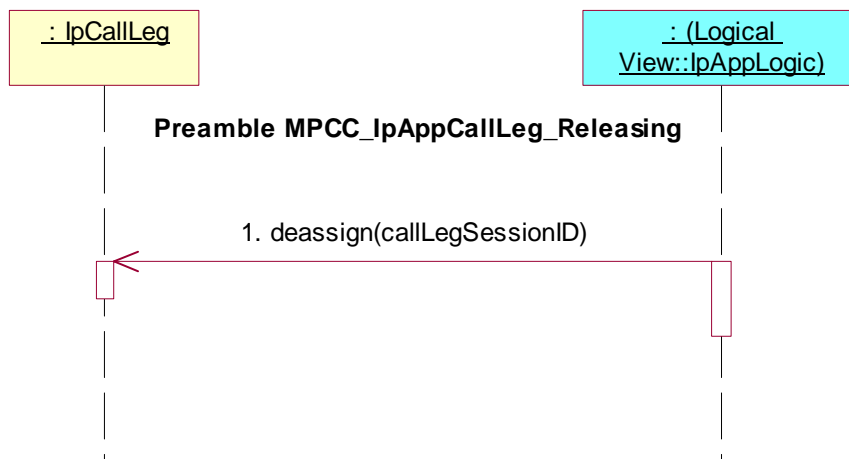 : IpCallLeg
: (Logical
View::IpAppLogic)
Preamble MPCC_IpAppCallLeg_Releasing
1. deassign(callLegSessionID)